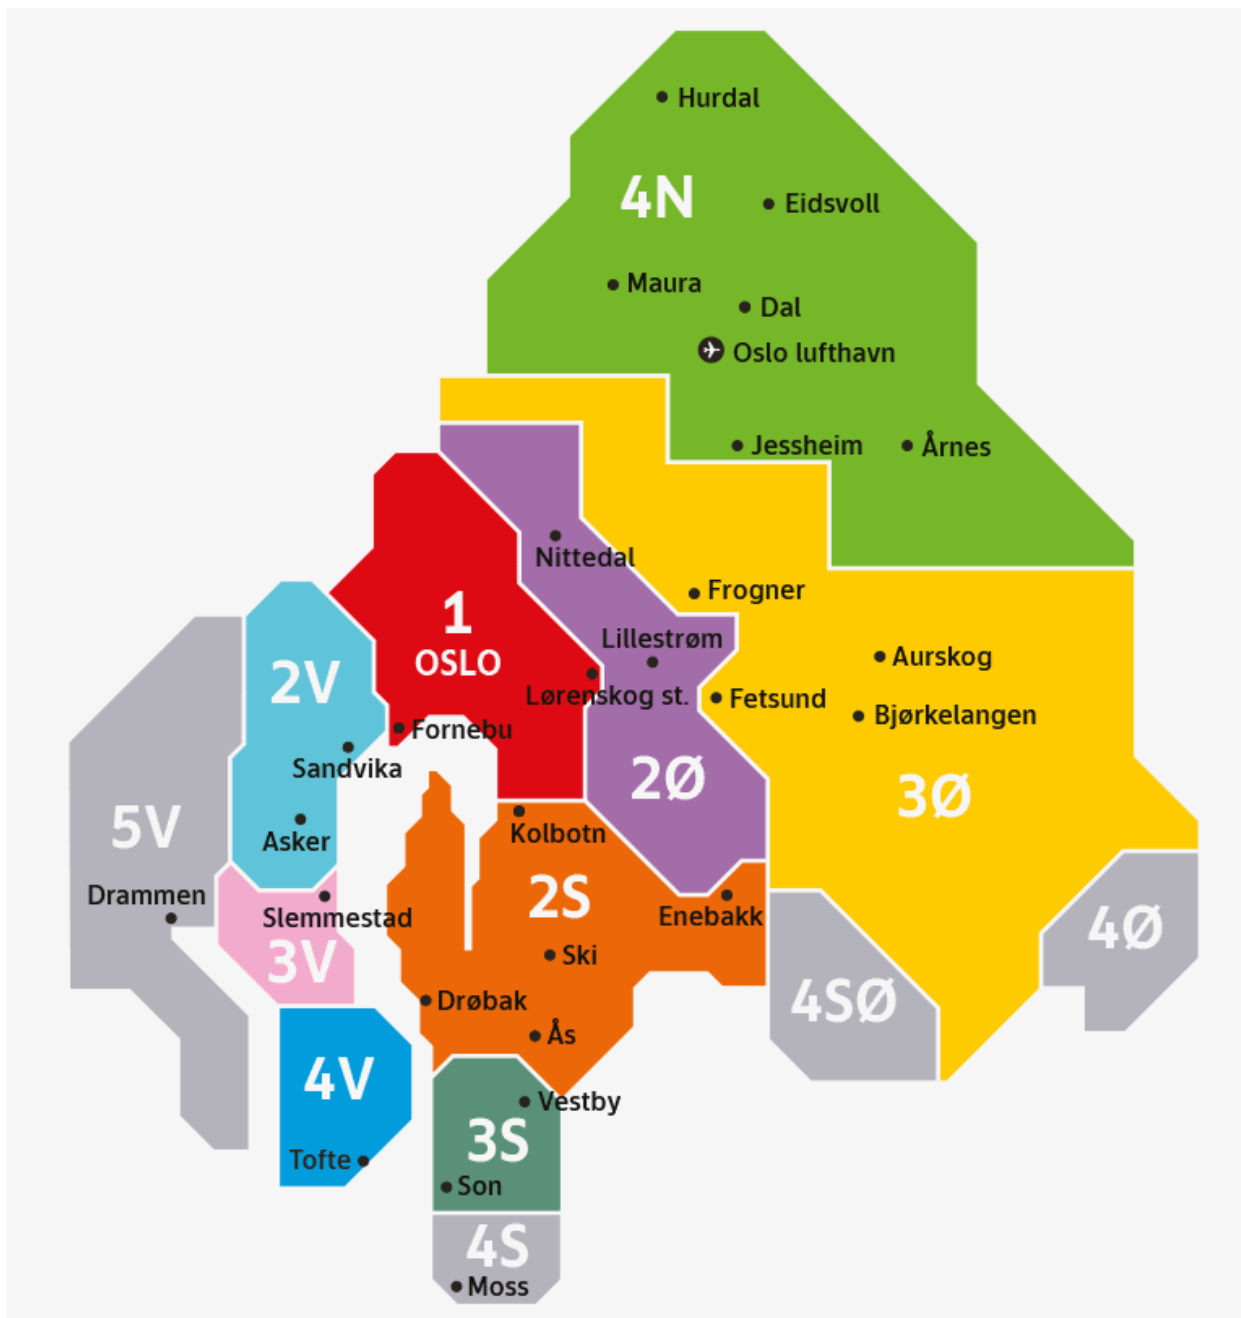 Hurdal
4N
Eidsvoll
Maura
Dal
Oslo lufthavn
Jessheim
Årnes
Nittedal
Frogner
1
OSLO
Lillestrøm
Aurskog
2V
Lørenskog st.
Fetsund
Bjørkelangen
Fornebu
Sandvika
2Ø
3Ø
5V
Asker
Kolbotn
Drammen
Slemmestad
2S
Enebakk
4Ø
3V
Ski
Drøbak
4SØ
Ås
4V
Vestby
3S
Tofte
Son
4S
Moss